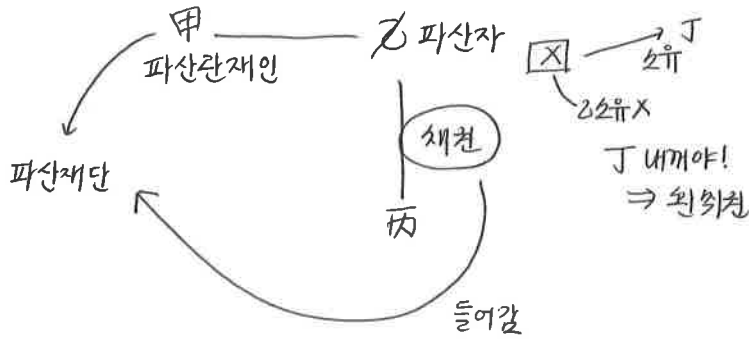 甲
파산관재인
乙 파산자
X
丁
소유
乙소유X
파산재단
채권
丙
丁 내꺼야!
⇒ 환취권
들어감